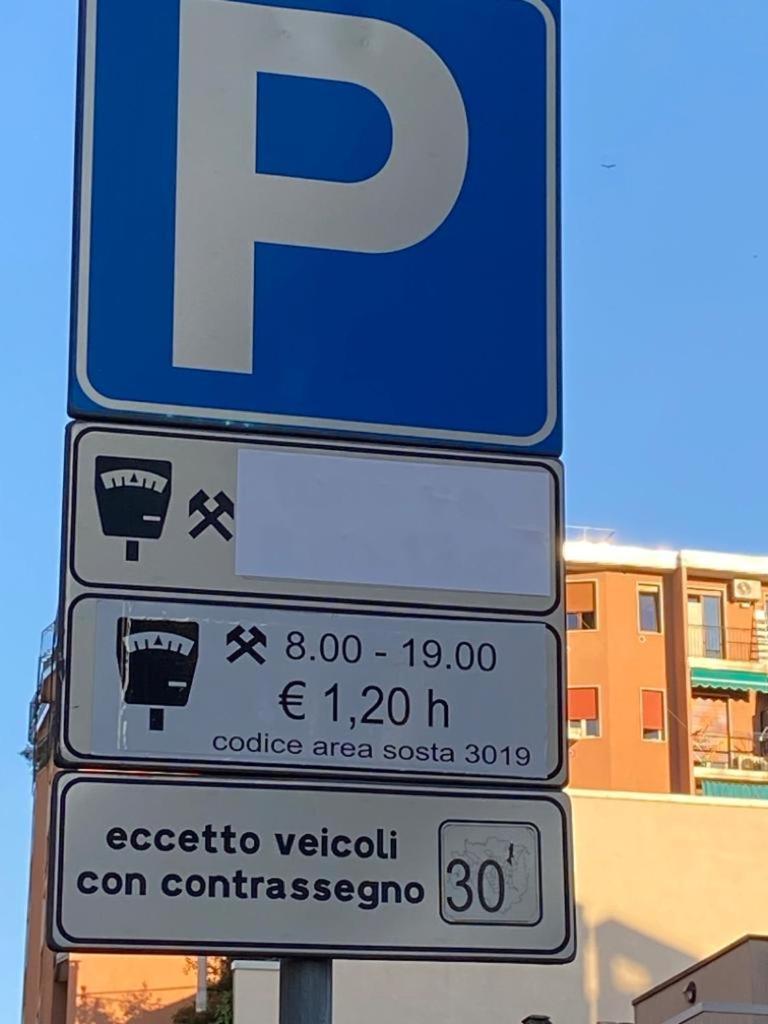 P
8.00 - 19.00
€ 1,20 h
codice area sosta 3019
eccetto veicoli
con contrassegno
30